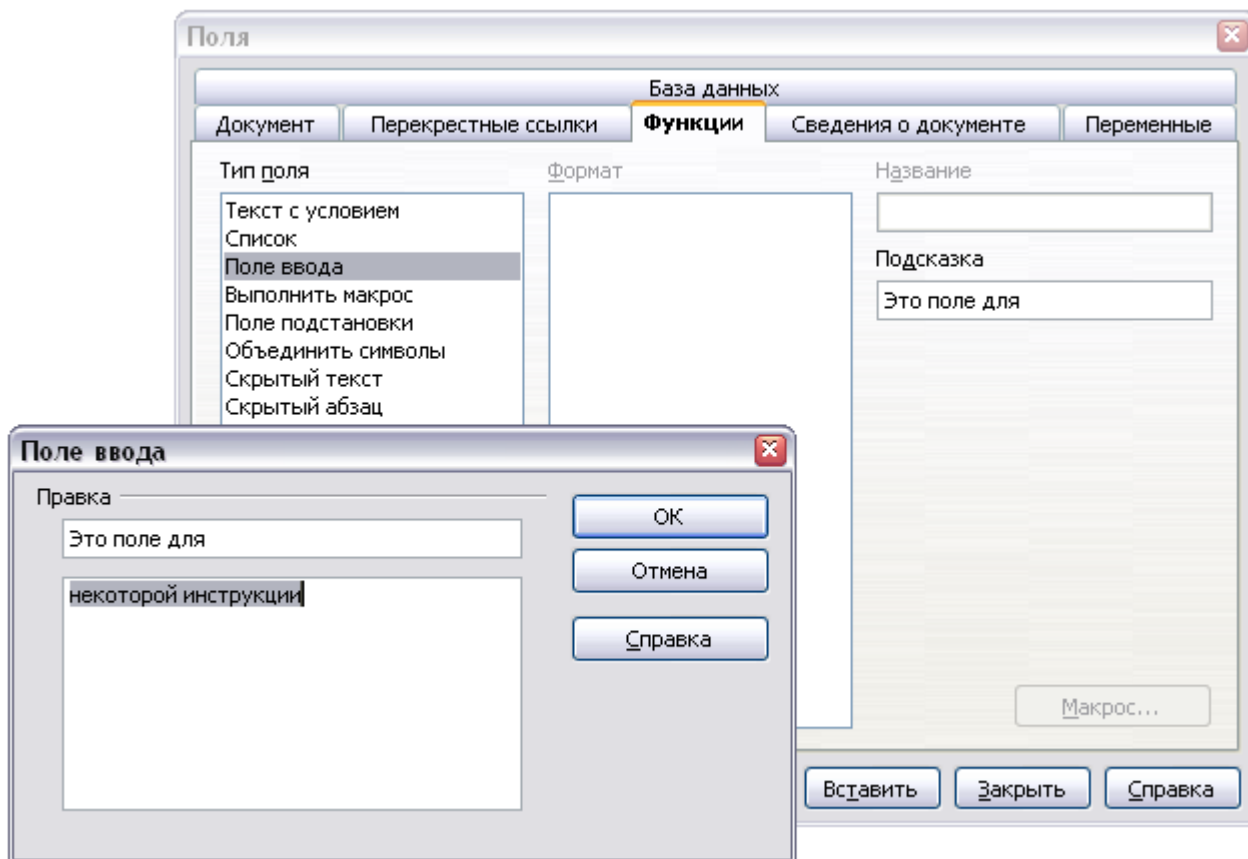 Поля
База данных
Документ
Перекрестные ссылки
Функции
Сведения о документе
Переменные
Тип поля
Формат
Название
Текст с условием
Список
Поле ввода
Выполнить макрос
Поле подстановки
Объединить символы
Скрытый текст
Скрытый абзац
Подсказка
Это поле для
Макрос...
Вставить
Закрыть
Справка
Поле ввода
Правка
Это поле для
некоторой инструкции
ОК
Отмена
Справка